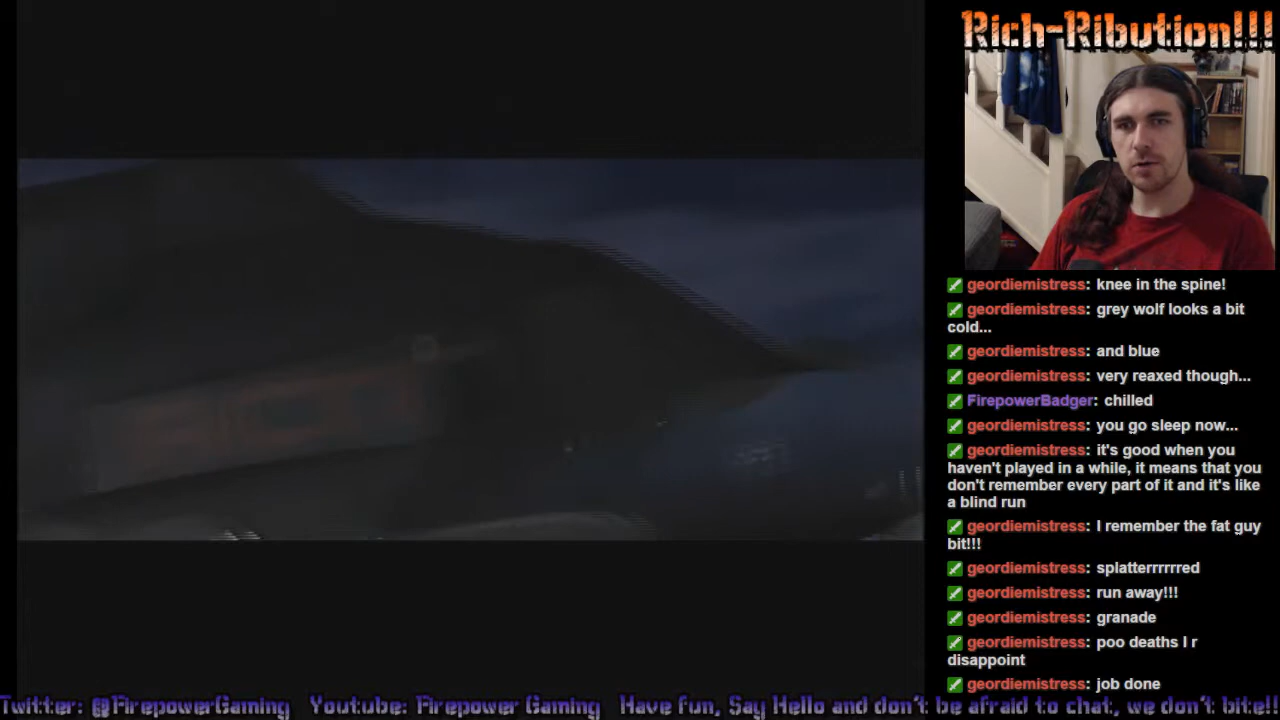 Rich-Ribution!!!
geordiemistress: knee in the spine!
geordiemistress: grey wolf looks a bit
cold...
geordiemistress: and blue
geordiemistress: very reaxed though...
FirepowerBadger: chilled
geordiemistress: you go sleep now...
geordiemistress: it's good when you
haven't played in a while, it means that you
don't remember every part of it and it's like
a blind run
geordiemistress: I remember the fat guy
bit!!!
geordiemistress: splatterrrrrred
geordiemistress: run away!!!
geordiemistress: granade
geordiemistress: poo deaths I r
disappoint
geordiemistress: job done
Twitter: @FirepowerGaming Youtube: Firepower Gaming Have fun, Say Hello and don't be afraid to chat, we don't bite!!